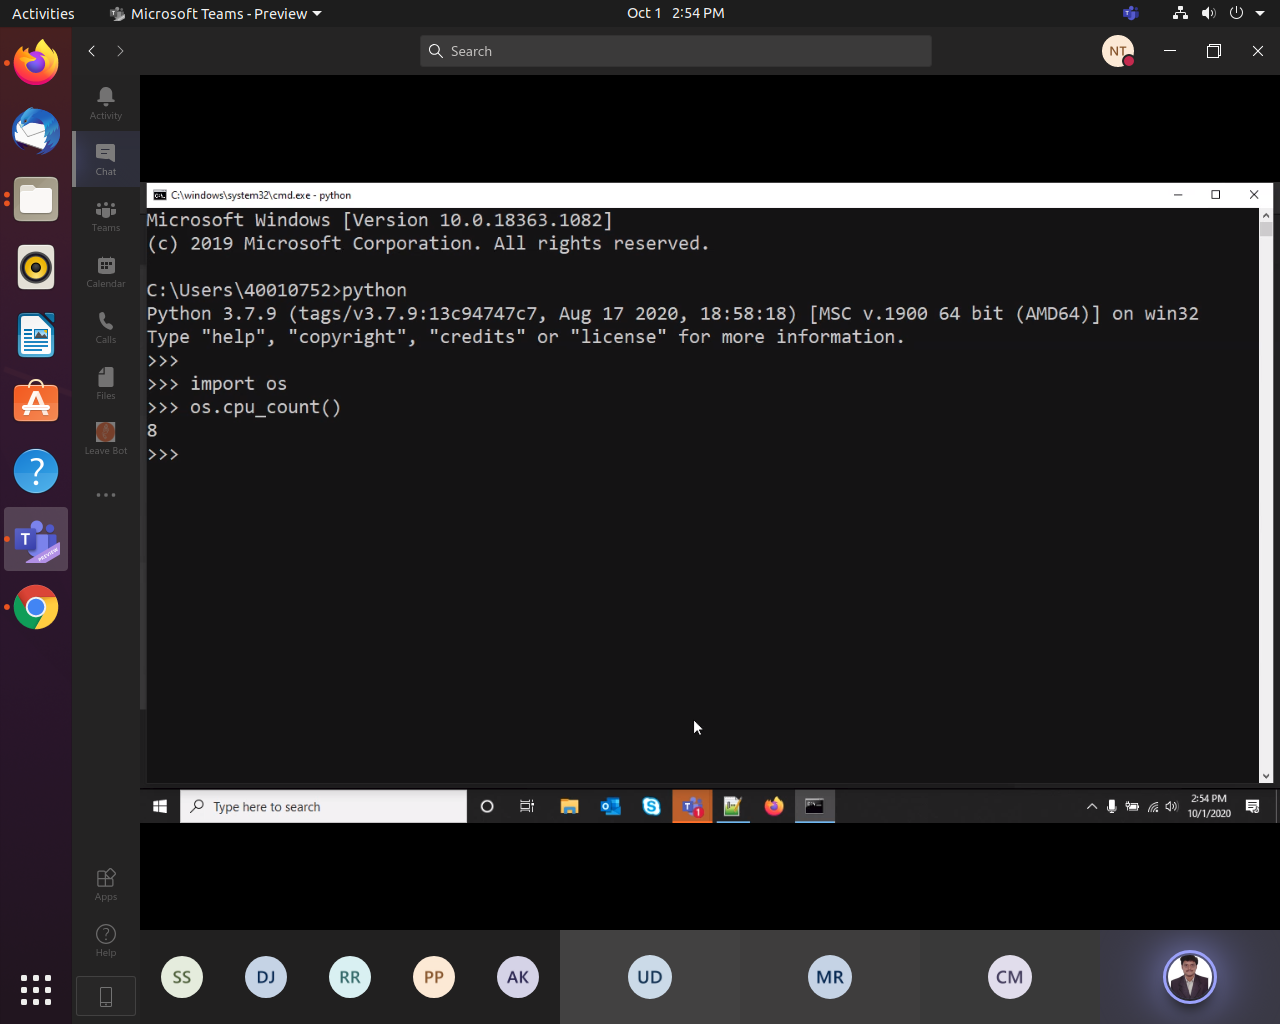 Activities
Microsoft Teams - Preview
Oct 1 2:54 PM
Search
NT
Activity
Chat
Teams
Calendar
Calls
Files
Leave Bot
C:\windows\system32\cmd.exe - python
Microsoft Windows [Version 10.0.18363.1082]
(c) 2019 Microsoft Corporation. All rights reserved.
C:\Users\40010752>python
Python 3.7.9 (tags/v3.7.9:13c94747c7, Aug 17 2020, 18:58:18) [MSC v.1900 64 bit (AMD64)] on win32
Type "help", "copyright", "credits" or "license" for more information.
>>>
>>> import os
>>> os.cpu_count()
8
>>>
T
PREVIEW
Type here to search
1
2:54 PM
10/1/2020
Apps
Help
SS
DJ
RR
PP
AK
UD
MR
CM